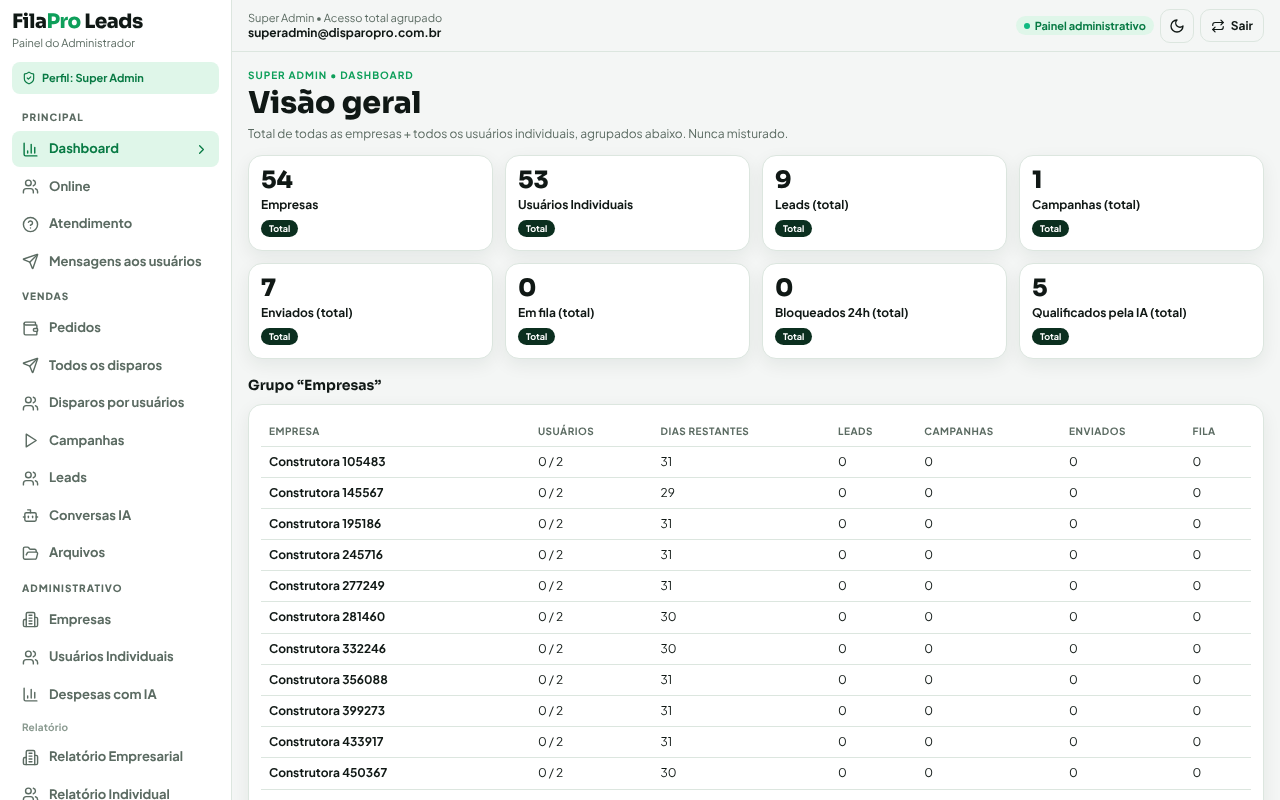 FilaPro Leads
Painel do Administrador
Perfil: Super Admin
PRINCIPAL
Dashboard
Online
Atendimento
Mensagens aos usuários
VENDAS
Pedidos
Todos os disparos
Disparos por usuários
Campanhas
Leads
Conversas IA
Arquivos
ADMINISTRATIVO
Empresas
Usuários Individuais
Despesas com IA
Relatório
Relatório Empresarial
Relatório Individual
Super Admin • Acesso total agrupado
superadmin@disparopro.com.br
Painel administrativo
Sair
SUPER ADMIN • DASHBOARD
Visão geral
Total de todas as empresas + todos os usuários individuais, agrupados abaixo. Nunca misturado.
54
Empresas
Total
53
Usuários Individuais
Total
9
Leads (total)
Total
1
Campanhas (total)
Total
7
Enviados (total)
Total
0
Em fila (total)
Total
0
Bloqueados 24h (total)
Total
5
Qualificados pela IA (total)
Total
Grupo “Empresas”
EMPRESA USUÁRIOS DIAS RESTANTES LEADS CAMPANHAS ENVIADOS FILA
Construtora 105483 0 / 2 31 0 0 0 0
Construtora 145567 0 / 2 29 0 0 0 0
Construtora 195186 0 / 2 31 0 0 0 0
Construtora 245716 0 / 2 31 0 0 0 0
Construtora 277249 0 / 2 31 0 0 0 0
Construtora 281460 0 / 2 30 0 0 0 0
Construtora 332246 0 / 2 30 0 0 0 0
Construtora 356088 0 / 2 31 0 0 0 0
Construtora 399273 0 / 2 31 0 0 0 0
Construtora 433917 0 / 2 31 0 0 0 0
Construtora 450367 0 / 2 30 0 0 0 0